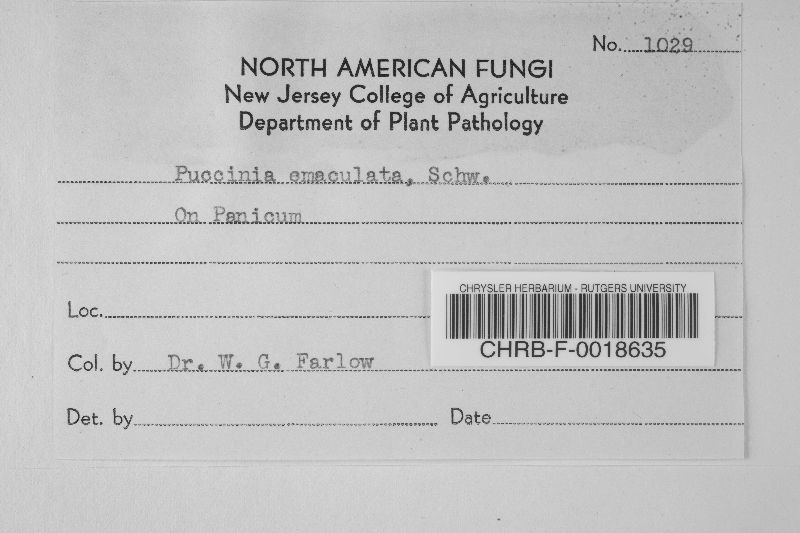 No. 1029
NORTH AMERICAN FUNGI
New Jersey College of Agriculture
Department of Plant Pathology
Puccinia emaculata, Schw.
On Panicum
Loc.
CHRYSLER HERBARIUM - RUTGERS UNIVERSITY
CHRB-F-0018635
Col. by Dr. W. G. Farlow
Det. by Date